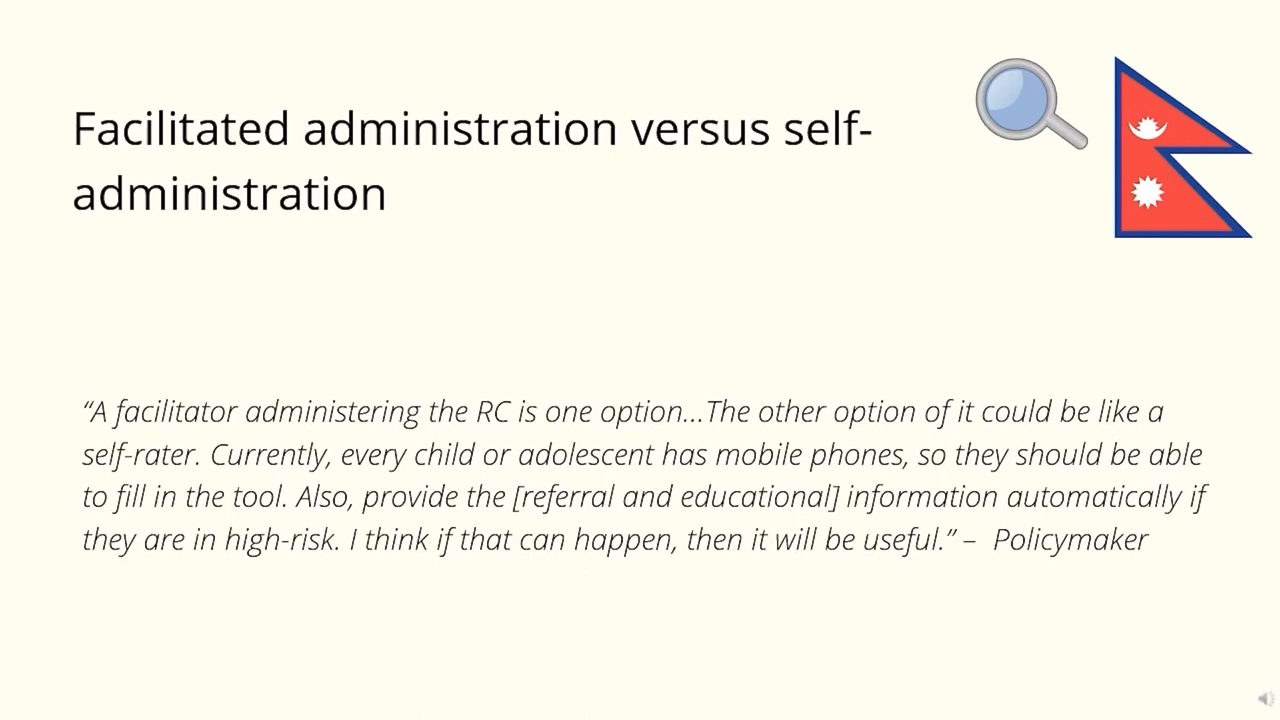 Facilitated administration versus self-
administration
“A facilitator administering the RC is one option...The other option of it could be like a
self-rater. Currently, every child or adolescent has mobile phones, so they should be able
to fill in the tool. Also, provide the [referral and educational] information automatically if
they are in high-risk. I think if that can happen, then it will be useful.” – Policymaker